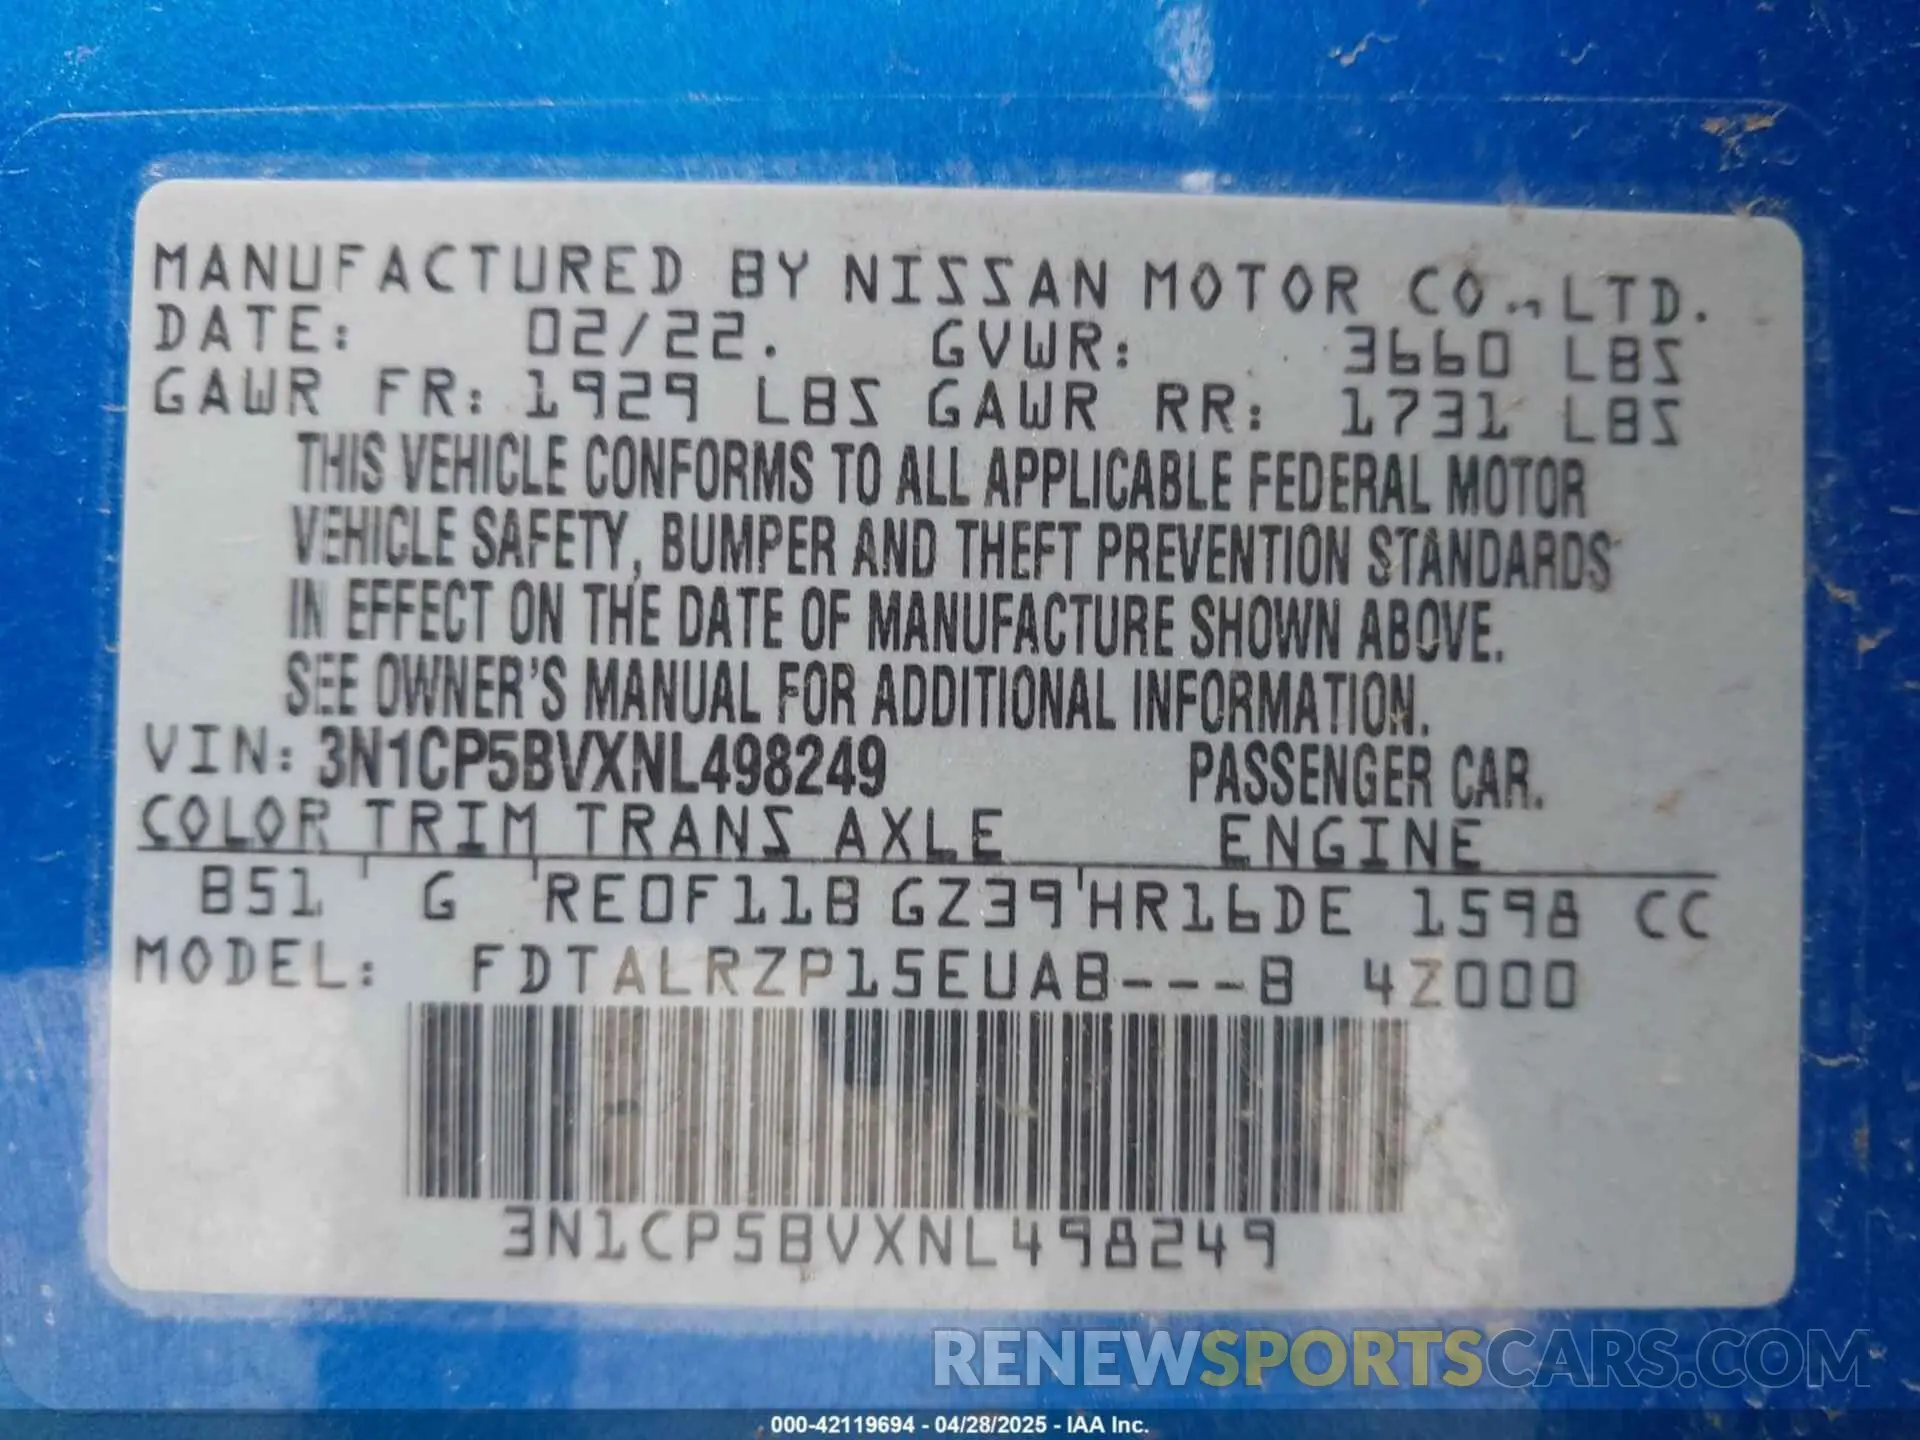 MANUFACTURED BY NISSAN MOTOR CO., LTD.
DATE: 02/22. GVWR: 3660 LBS
GAWR FR: 1929 LBS GAWR RR: 1731 LBS
THIS VEHICLE CONFORMS TO ALL APPLICABLE FEDERAL MOTOR
VEHICLE SAFETY, BUMPER AND THEFT PREVENTION STANDARDS
IN EFFECT ON THE DATE OF MANUFACTURE SHOWN ABOVE.
SEE OWNER'S MANUAL FOR ADDITIONAL INFORMATION.
VIN: 3N1CP5BVXNL498249 PASSENGER CAR.
COLOR TRIM TRANS AXLE ENGINE
B51 G RE0F11B GZ39 HR16DE 1598 CC
MODEL: FDTALRZP15EUAB---B 4Z000
3N1CP5BVXNL498249
RENEWSPORTSCARS.COM
000-42119694 - 04/28/2025 - IAA Inc.